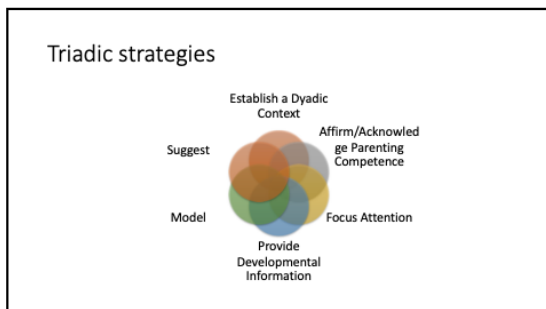 Triadic strategies
Establish a Dyadic
Context
Affirm/Acknowled
ge Parenting
Competence
Focus Attention
Provide
Developmental
Information
Model
Suggest